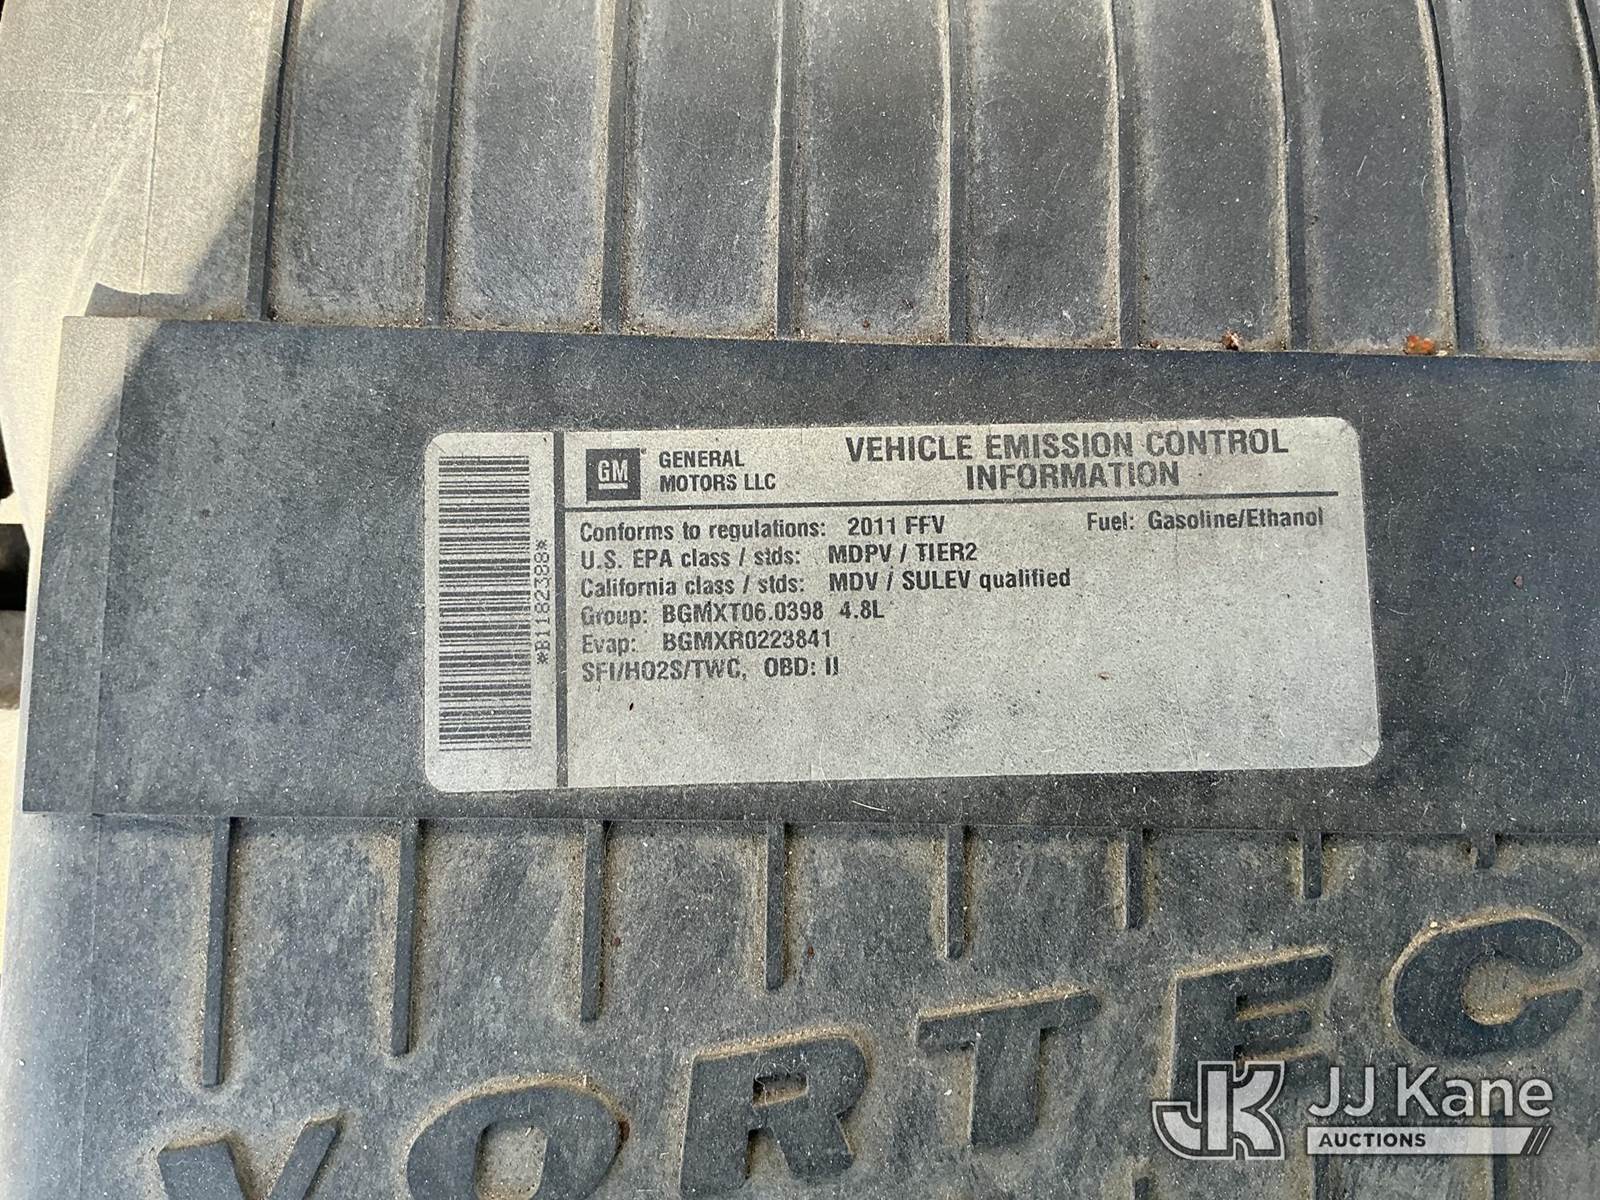 GM GENERAL MOTORS LLC
VEHICLE EMISSION CONTROL
INFORMATION
Conforms to regulations: 2011 FFV Fuel: Gasoline/Ethanol
U.S. EPA class / stds: MDPV / TIER2
California class / stds: MDV / SULEV qualified
Group: BGMXT06.0398 4.8L
Evap: BGMXR0223841
SFI/HO2S/TWC, OBD: II
*B1182388*
VORTEC
JK JJ Kane
AUCTIONS